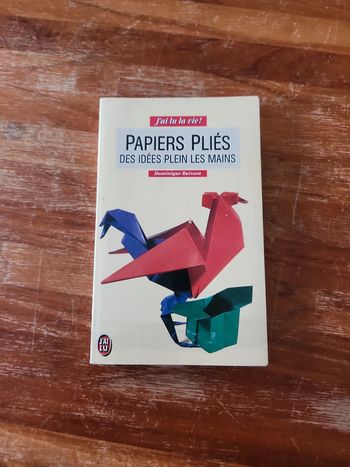 J'ai lu la vie!
PAPIERS PLIÉS
DES IDÉES PLEIN LES MAINS
Dominique Buisson
J'AI
LU